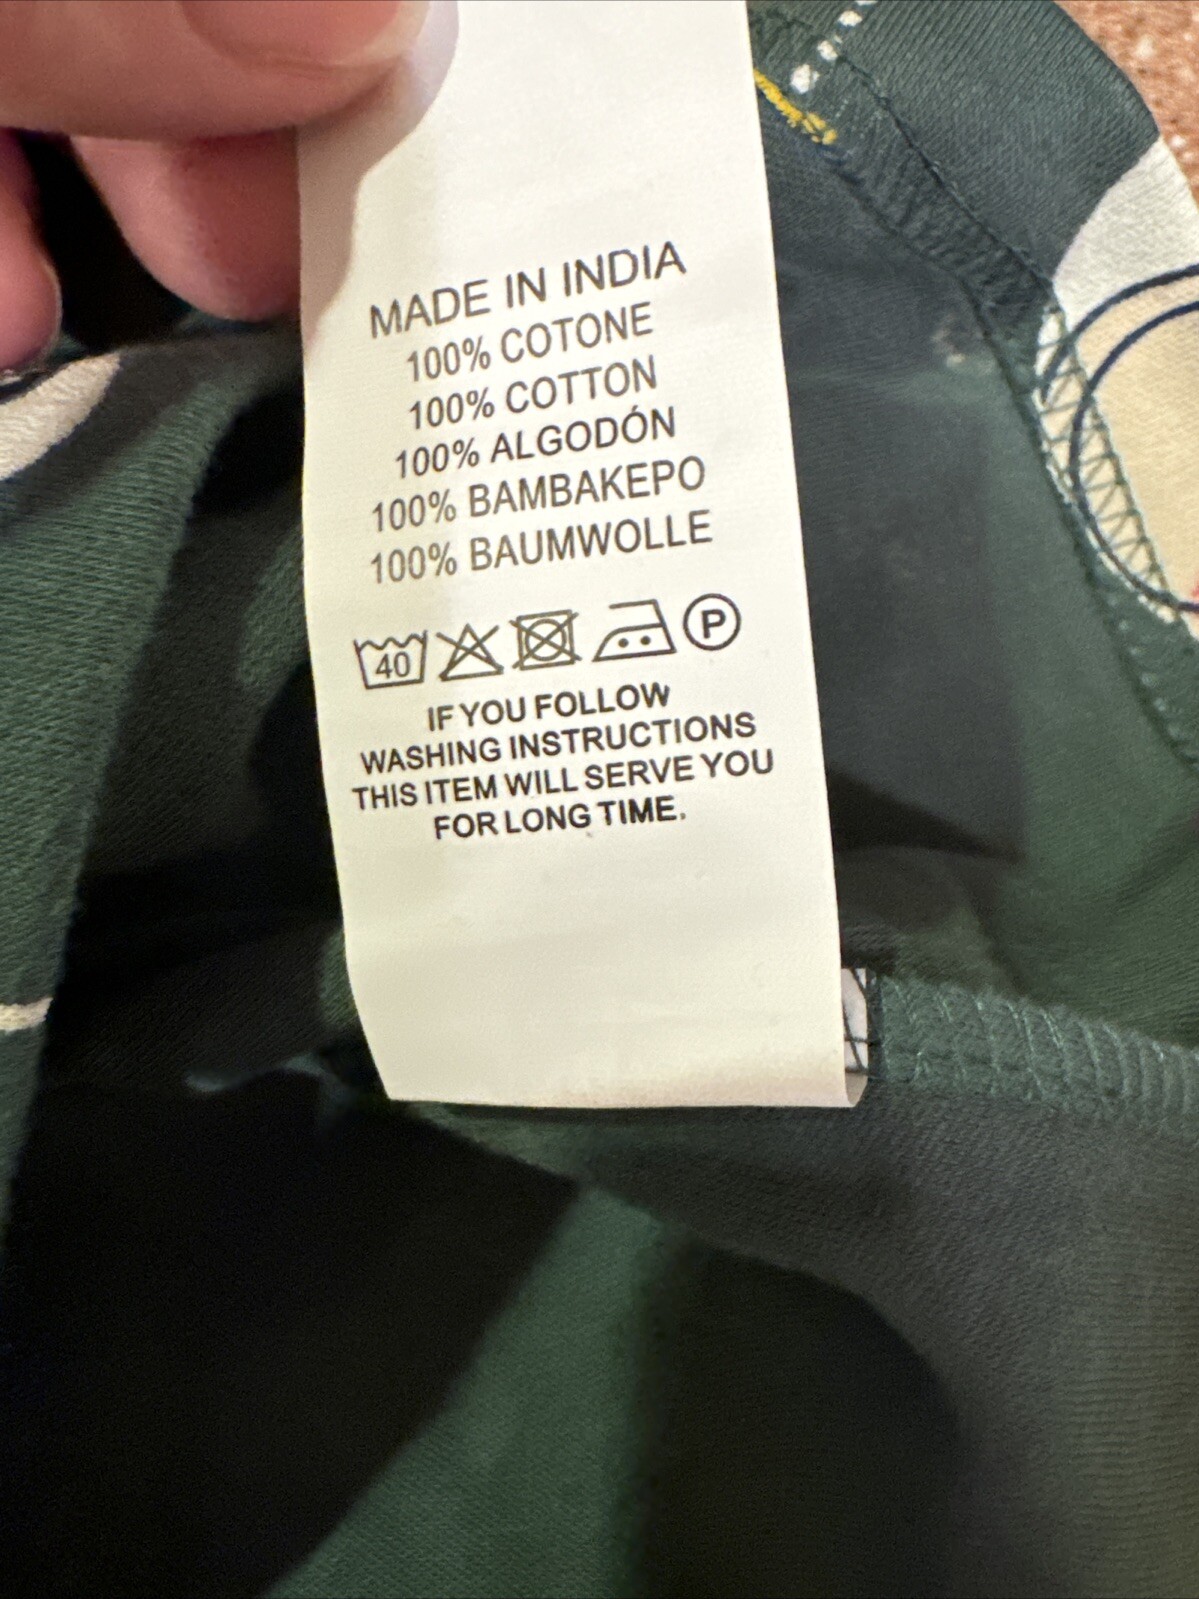 MADE IN INDIA
100% COTONE
100% COTTON
100% ALGODÓN
100% BAMBAKEPO
100% BAUMWOLLE
40 P
IF YOU FOLLOW
WASHING INSTRUCTIONS
THIS ITEM WILL SERVE YOU
FOR LONG TIME.